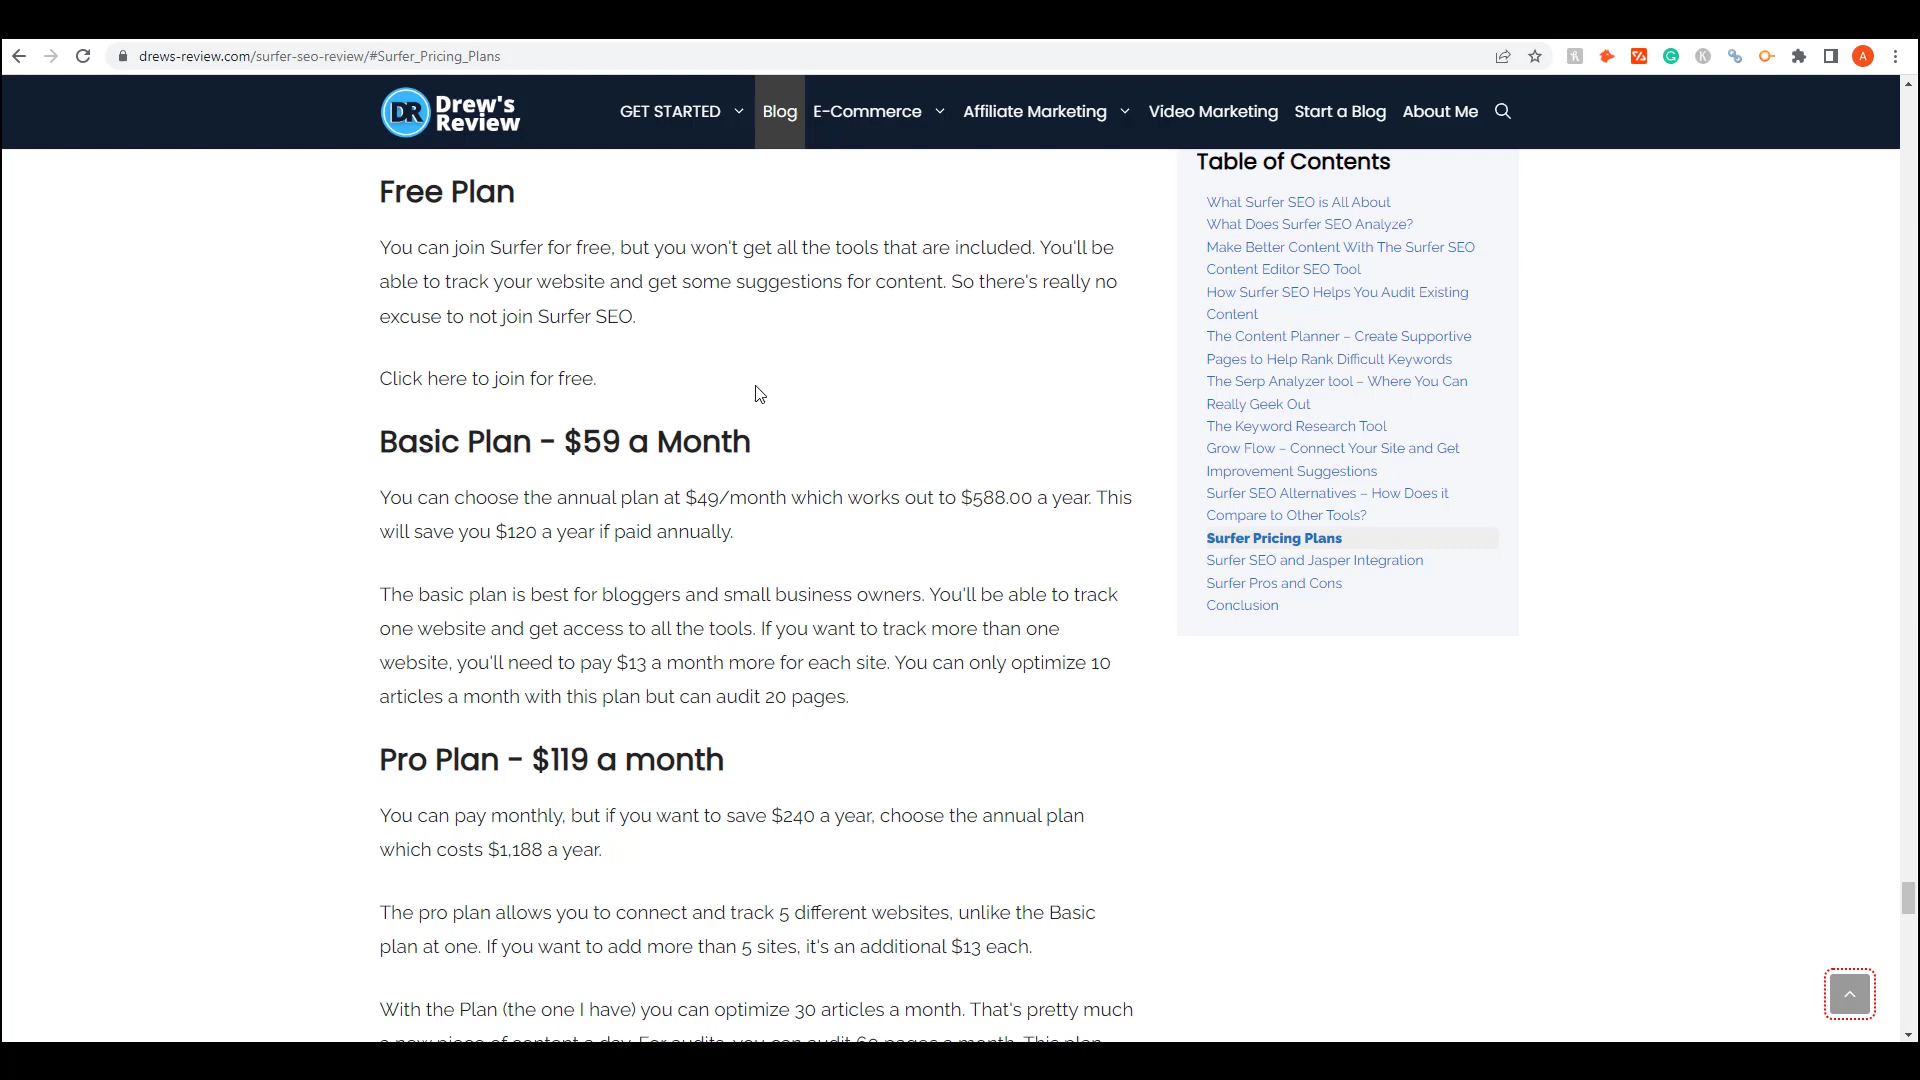 drews-review.com/surfer-seo-review/#Surfer_Pricing_Plans
A
DR Drew's
Review
GET STARTED Blog E-Commerce Affiliate Marketing Video Marketing Start a Blog About Me
Free Plan
You can join Surfer for free, but you won't get all the tools that are included. You'll be
able to track your website and get some suggestions for content. So there's really no
excuse to not join Surfer SEO.
Click here to join for free.
Basic Plan - $59 a Month
You can choose the annual plan at $49/month which works out to $588.00 a year. This
will save you $120 a year if paid annually.
The basic plan is best for bloggers and small business owners. You'll be able to track
one website and get access to all the tools. If you want to track more than one
website, you'll need to pay $13 a month more for each site. You can only optimize 10
articles a month with this plan but can audit 20 pages.
Pro Plan - $119 a month
You can pay monthly, but if you want to save $240 a year, choose the annual plan
which costs $1,188 a year.
The pro plan allows you to connect and track 5 different websites, unlike the Basic
plan at one. If you want to add more than 5 sites, it's an additional $13 each.
With the Plan (the one I have) you can optimize 30 articles a month. That's pretty much
a new piece of content a day. For audits, you can audit 60 pages a month. This plan
Table of Contents
What Surfer SEO is All About
What Does Surfer SEO Analyze?
Make Better Content With The Surfer SEO
Content Editor SEO Tool
How Surfer SEO Helps You Audit Existing
Content
The Content Planner – Create Supportive
Pages to Help Rank Difficult Keywords
The Serp Analyzer tool – Where You Can
Really Geek Out
The Keyword Research Tool
Grow Flow – Connect Your Site and Get
Improvement Suggestions
Surfer SEO Alternatives – How Does it
Compare to Other Tools?
Surfer Pricing Plans
Surfer SEO and Jasper Integration
Surfer Pros and Cons
Conclusion